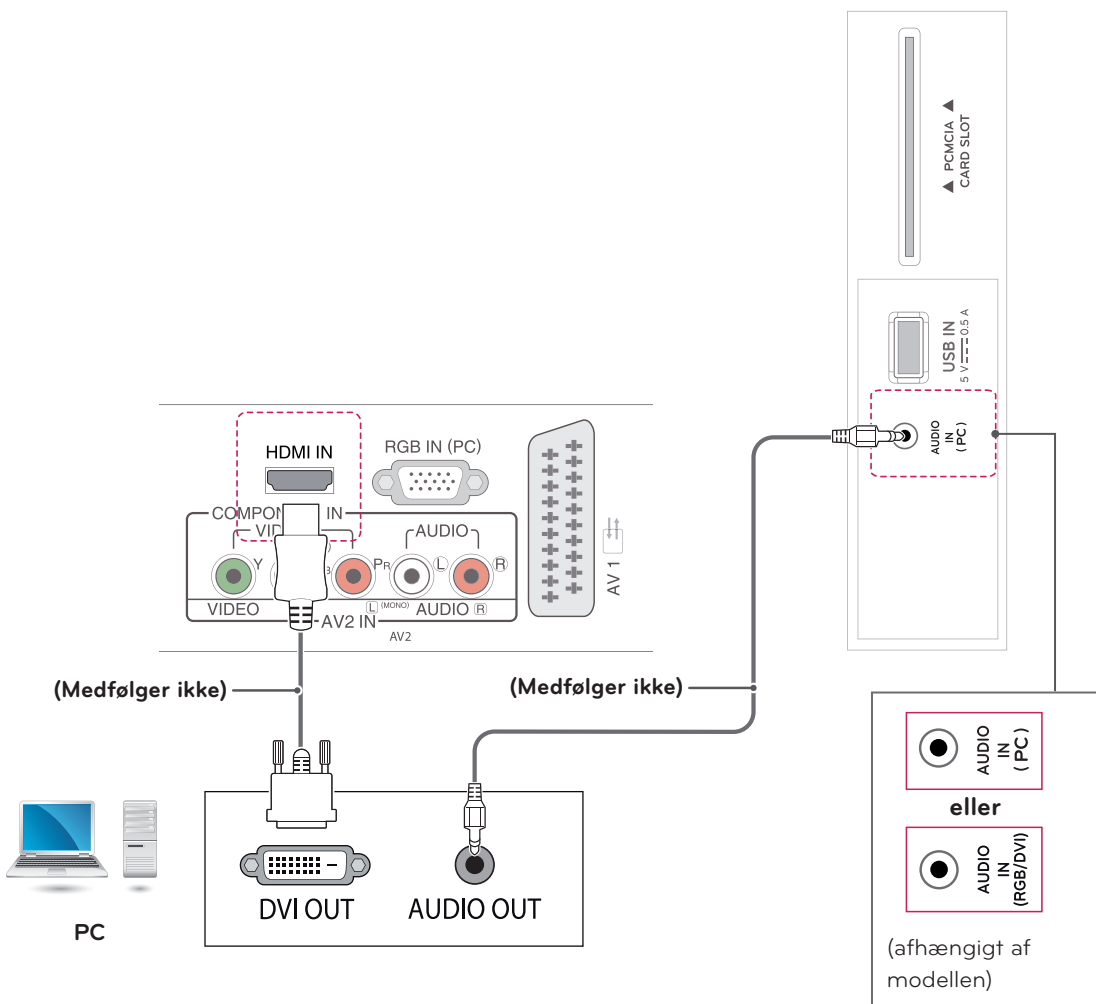 ▲ PCMCIA ▲
CARD SLOT
USB IN
5 V 0.5 A
AUDIO
IN
(PC)
HDMI IN
RGB IN (PC)
COMPON IN
VID
AUDIO
Y
B
PR
L
R
VIDEO
L (MONO) AUDIO R
AV2 IN
AV2
AV 1
(Medfølger ikke)
(Medfølger ikke)
AUDIO
IN
(PC)
eller
AUDIO
IN
(RGB/DVI)
(afhængigt af
modellen)
DVI OUT
AUDIO OUT
PC